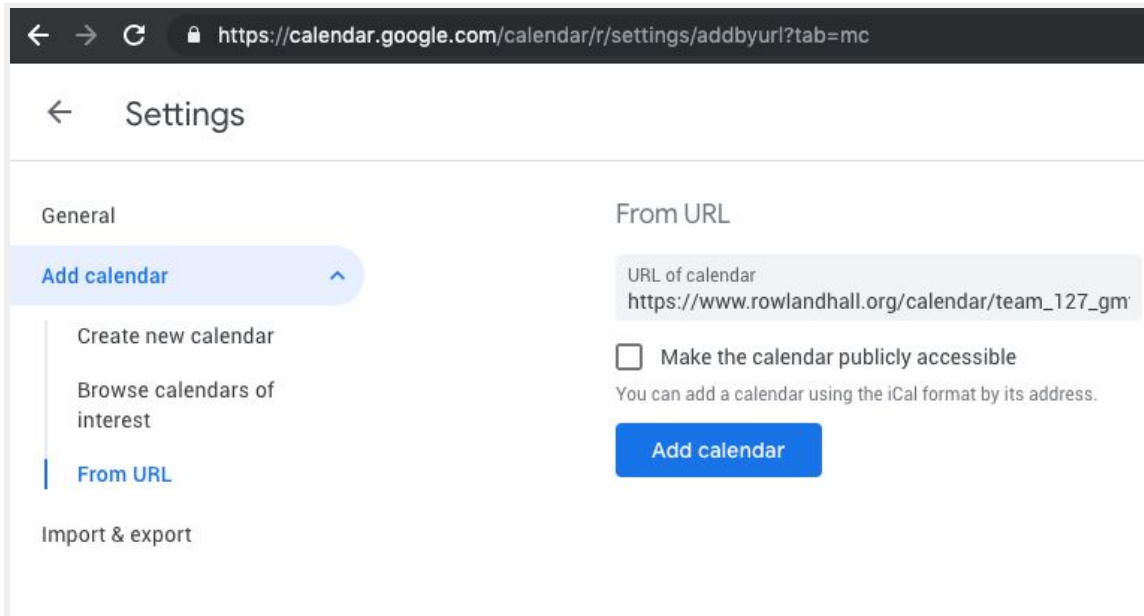 https://calendar.google.com/calendar/r/settings/addbyurl?tab=mc
Settings
General
Add calendar
Create new calendar
Browse calendars of
interest
From URL
Import & export
From URL
URL of calendar
https://www.rowlandhall.org/calendar/team_127_gm
Make the calendar publicly accessible
You can add a calendar using the iCal format by its address.
Add calendar